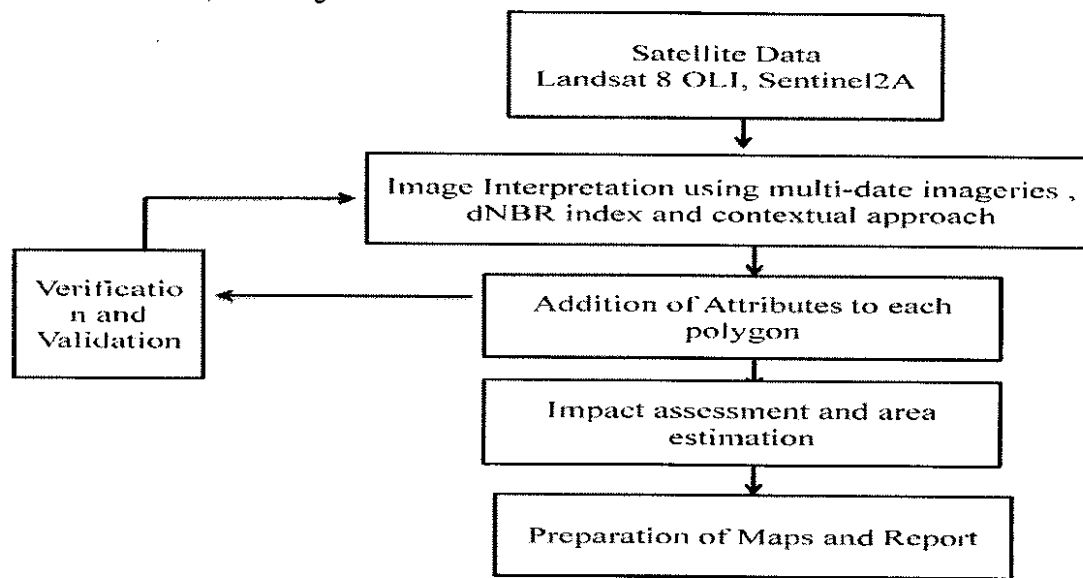 Satellite Data
Landsat 8 OLI, Sentinel2A
Image Interpretation using multi-date imageries ,
dNBR index and contextual approach
Verificatio
n and
Validation
Addition of Attributes to each
polygon
Impact assessment and area
estimation
Preparation of Maps and Report